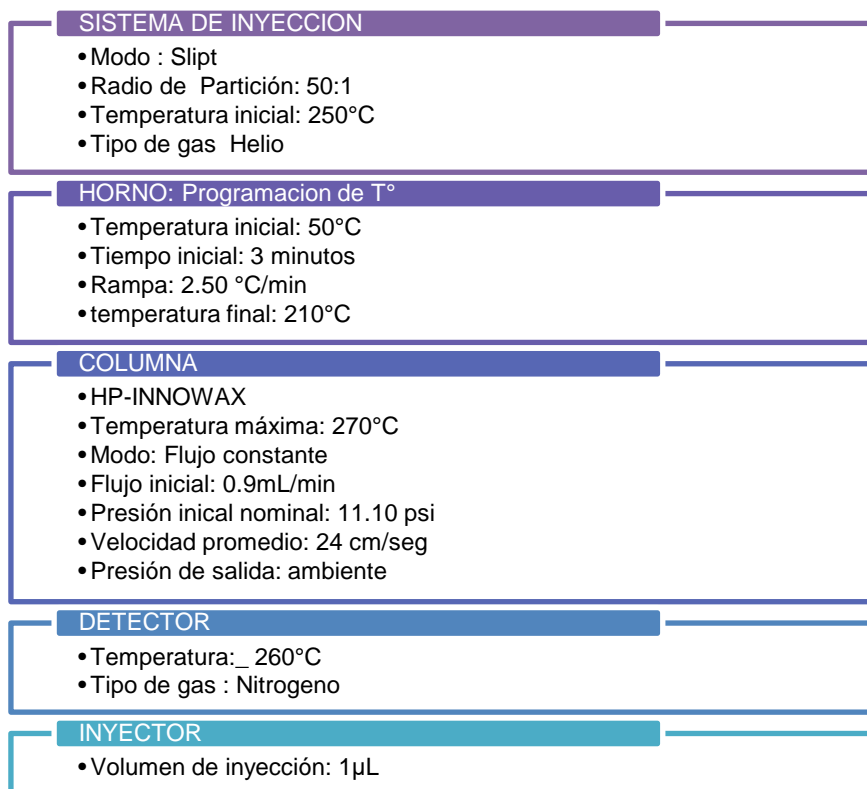 SISTEMA DE INYECCION
•Modo : Slipt
•Radio de Partición: 50:1
•Temperatura inicial: 250°C
•Tipo de gas Helio
HORNO: Programacion de T°
•Temperatura inicial: 50°C
•Tiempo inicial: 3 minutos
•Rampa: 2.50 °C/min
•temperatura final: 210°C
COLUMNA
•HP-INNOWAX
•Temperatura máxima: 270°C
•Modo: Flujo constante
•Flujo inicial: 0.9mL/min
•Presión inical nominal: 11.10 psi
•Velocidad promedio: 24 cm/seg
•Presión de salida: ambiente
DETECTOR
•Temperatura:_ 260°C
•Tipo de gas : Nitrogeno
INYECTOR
•Volumen de inyección: 1µL